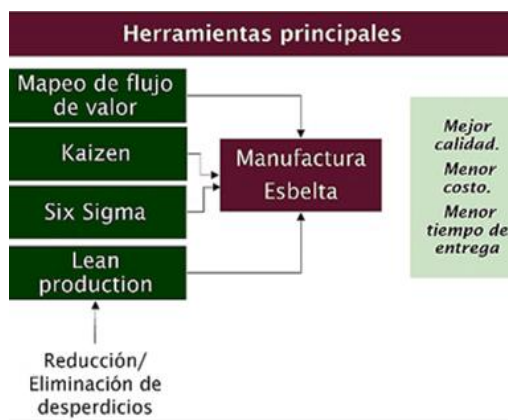 Herramientas principales
Mapeo de flujo
de valor
Kaizen
Six Sigma
Lean
production
Manufactura
Esbelta
Mejor
calidad.
Menor
costo.
Menor
tiempo de
entrega
Reducción/
Eliminación de
desperdicios